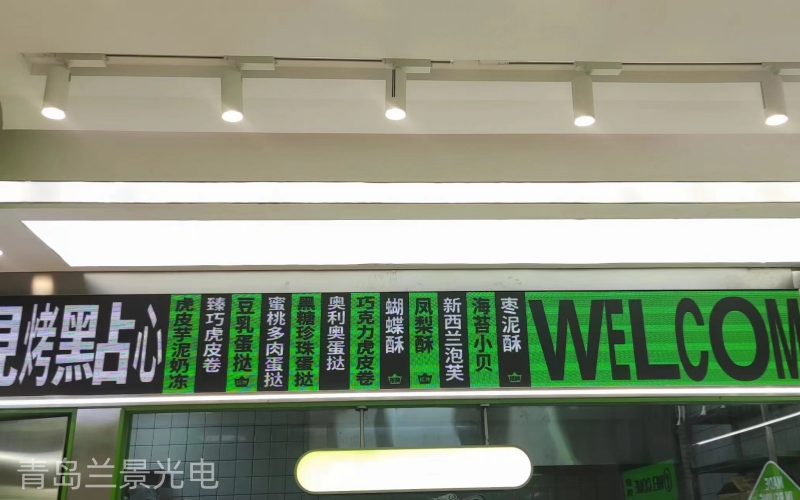 见烤黑占心
虎皮芋泥奶冻
臻巧虎皮卷
豆乳蛋挞
蜜桃多肉蛋挞
黑糖珍珠蛋挞
奥利奥蛋挞
巧克力虎皮卷
蝴蝶酥
凤梨酥
新西兰泡芙
海苔小贝
枣泥酥
WELCOM
青岛兰景光电